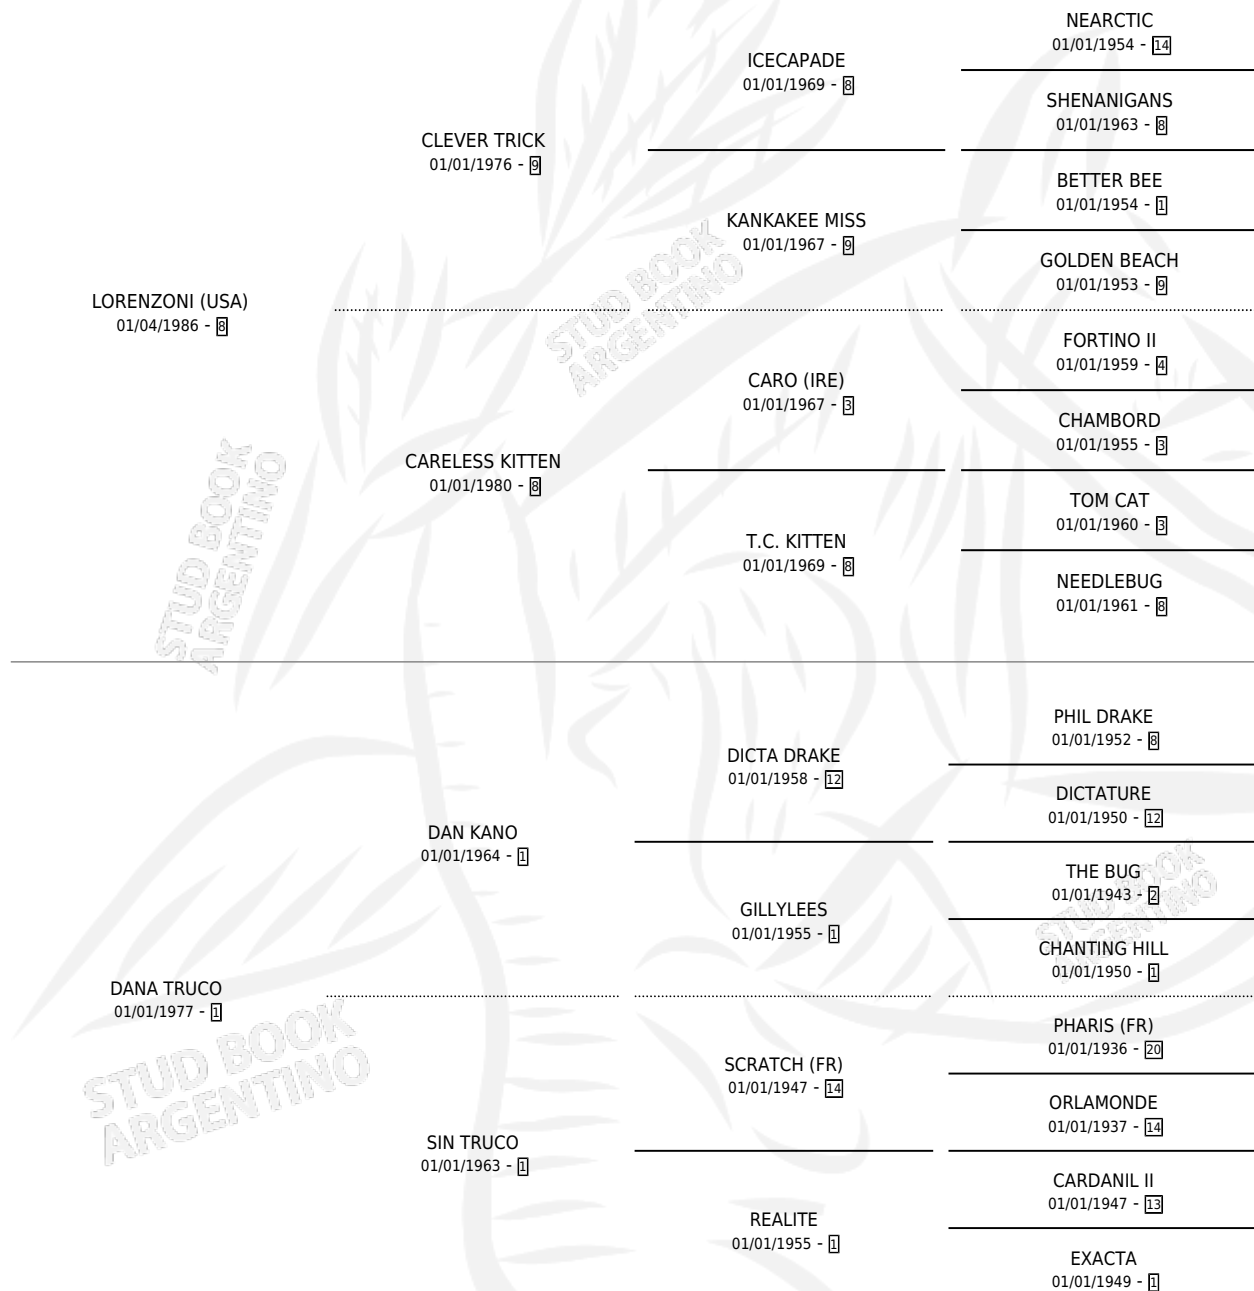 NEARCTIC
01/01/1954 - 14
ICECAPADE
01/01/1969 - 8
SHENANIGANS
01/01/1963 - 8
CLEVER TRICK
01/01/1976 - 9
BETTER BEE
01/01/1954 - 1
KANKAKEE MISS
01/01/1967 - 9
GOLDEN BEACH
01/01/1953 - 9
LORENZONI (USA)
01/04/1986 - 8
FORTINO II
01/01/1959 - 4
CARO (IRE)
01/01/1967 - 3
CHAMBORD
01/01/1955 - 3
CARELESS KITTEN
01/01/1980 - 8
TOM CAT
01/01/1960 - 3
T.C. KITTEN
01/01/1969 - 8
NEEDLEBUG
01/01/1961 - 8
PHIL DRAKE
01/01/1952 - 8
DICTA DRAKE
01/01/1958 - 12
DICTATURE
01/01/1950 - 12
DAN KANO
01/01/1964 - 1
THE BUG
01/01/1943 - 2
GILLYLEES
01/01/1955 - 1
CHANTING HILL
01/01/1950 - 1
DANA TRUCO
01/01/1977 - 1
PHARIS (FR)
01/01/1936 - 20
SCRATCH (FR)
01/01/1947 - 14
ORLAMONDE
01/01/1937 - 14
SIN TRUCO
01/01/1963 - 1
CARDANIL II
01/01/1947 - 13
REALITE
01/01/1955 - 1
EXACTA
01/01/1949 - 1
STUD BOOK
ARGENTINO
STUD BOOK
ARGENTINO
STUD BOOK
ARGENTINO
STUD BOOK
ARGENTINO